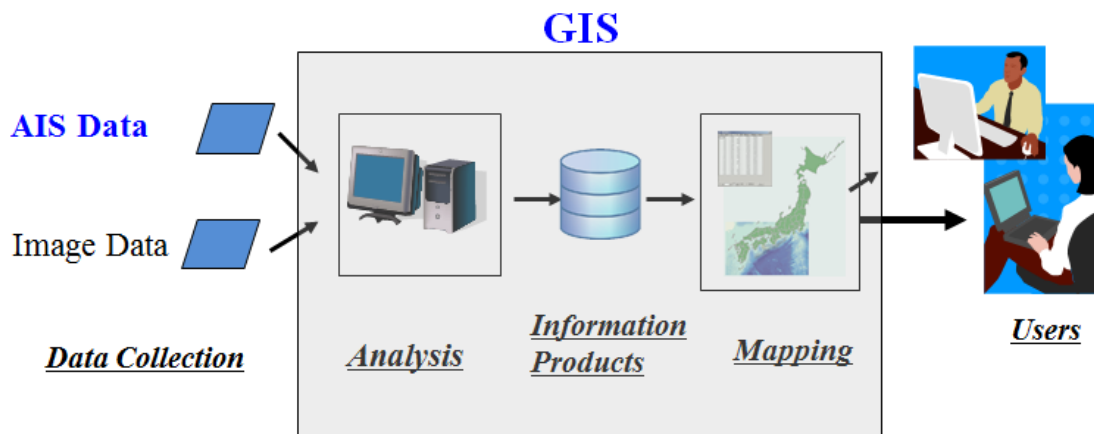 GIS
AIS Data
Image Data
Data Collection
Analysis
Information
Products
Mapping
Users